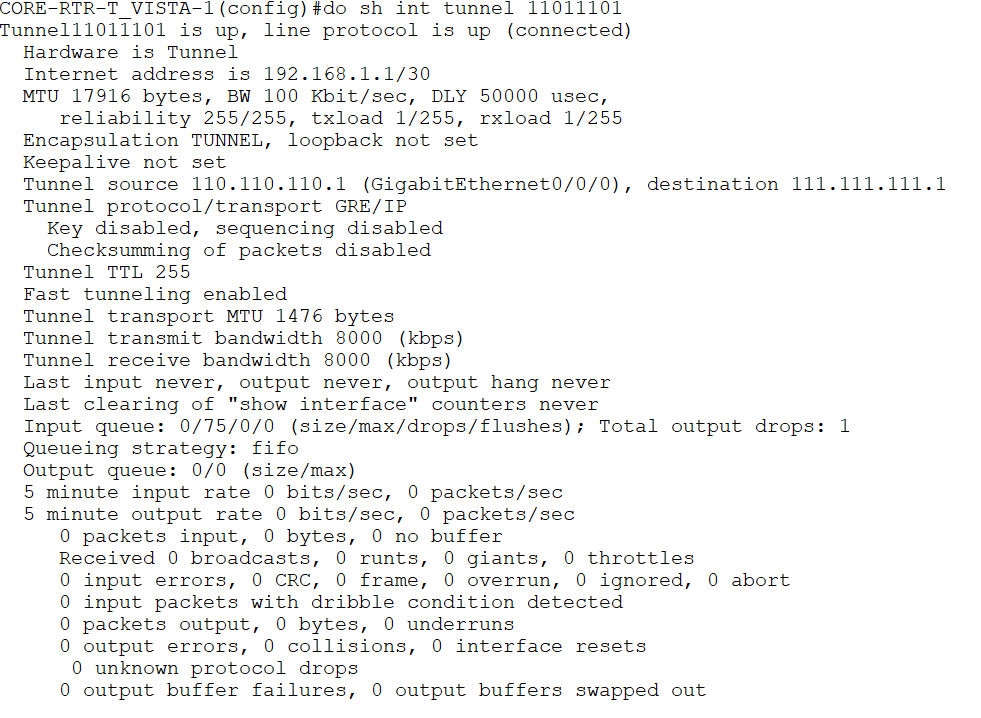 CORE-RTR-T_VISTA-1(config)#do sh int tunnel 11011101
Tunnel11011101 is up, line protocol is up (connected)
Hardware is Tunnel
Internet address is 192.168.1.1/30
MTU 17916 bytes, BW 100 Kbit/sec, DLY 50000 usec,
reliability 255/255, txload 1/255, rxload 1/255
Encapsulation TUNNEL, loopback not set
Keepalive not set
Tunnel source 110.110.110.1 (GigabitEthernet0/0/0), destination 111.111.111.1
Tunnel protocol/transport GRE/IP
Key disabled, sequencing disabled
Checksumming of packets disabled
Tunnel TTL 255
Fast tunneling enabled
Tunnel transport MTU 1476 bytes
Tunnel transmit bandwidth 8000 (kbps)
Tunnel receive bandwidth 8000 (kbps)
Last input never, output never, output hang never
Last clearing of "show interface" counters never
Input queue: 0/75/0/0 (size/max/drops/flushes); Total output drops: 1
Queueing strategy: fifo
Output queue: 0/0 (size/max)
5 minute input rate 0 bits/sec, 0 packets/sec
5 minute output rate 0 bits/sec, 0 packets/sec
0 packets input, 0 bytes, 0 no buffer
Received 0 broadcasts, 0 runts, 0 giants, 0 throttles
0 input errors, 0 CRC, 0 frame, 0 overrun, 0 ignored, 0 abort
0 input packets with dribble condition detected
0 packets output, 0 bytes, 0 underruns
0 output errors, 0 collisions, 0 interface resets
0 unknown protocol drops
0 output buffer failures, 0 output buffers swapped out